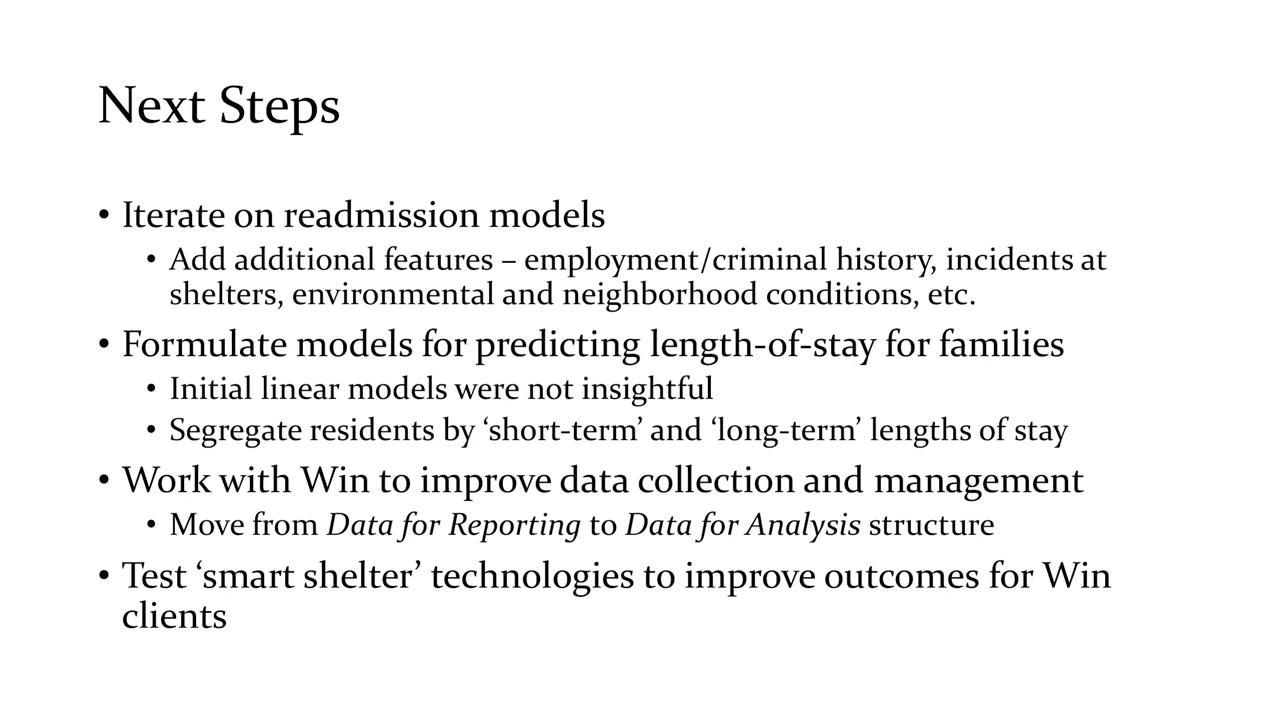 Next Steps
• Iterate on readmission models
• Add additional features – employment/criminal history, incidents at
shelters, environmental and neighborhood conditions, etc.
• Formulate models for predicting length-of-stay for families
• Initial linear models were not insightful
• Segregate residents by ‘short-term’ and ‘long-term’ lengths of stay
• Work with Win to improve data collection and management
• Move from Data for Reporting to Data for Analysis structure
• Test ‘smart shelter’ technologies to improve outcomes for Win
clients